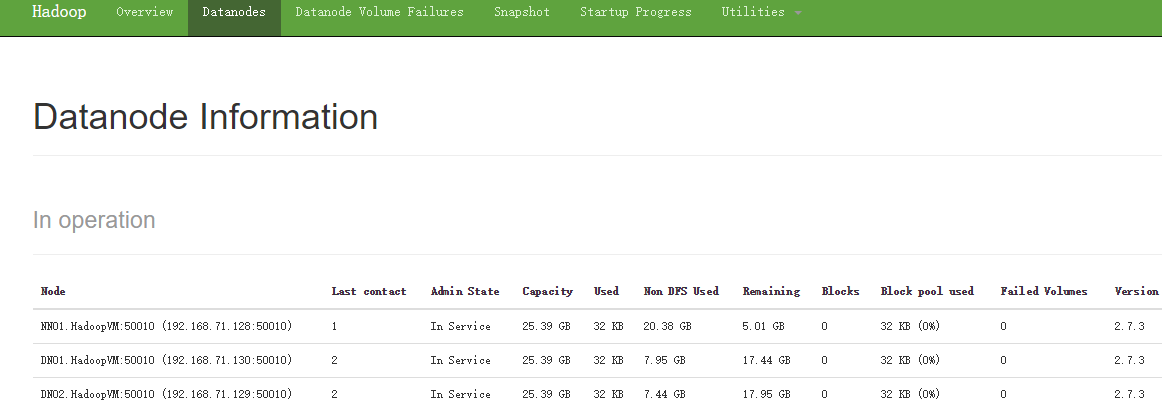 Hadoop Overview Datanodes Datanode Volume Failures Snapshot Startup Progress Utilities
Datanode Information
In operation
Node Last contact Admin State Capacity Used Non DFS Used Remaining Blocks Block pool used Failed Volumes Version
NN01.HadoopVM:50010 (192.168.71.128:50010) 1 In Service 25.39 GB 32 KB 20.38 GB 5.01 GB 0 32 KB (0%) 0 2.7.3
DN01.HadoopVM:50010 (192.168.71.130:50010) 2 In Service 25.39 GB 32 KB 7.95 GB 17.44 GB 0 32 KB (0%) 0 2.7.3
DN02.HadoopVM:50010 (192.168.71.129:50010) 2 In Service 25.39 GB 32 KB 7.44 GB 17.95 GB 0 32 KB (0%) 0 2.7.3